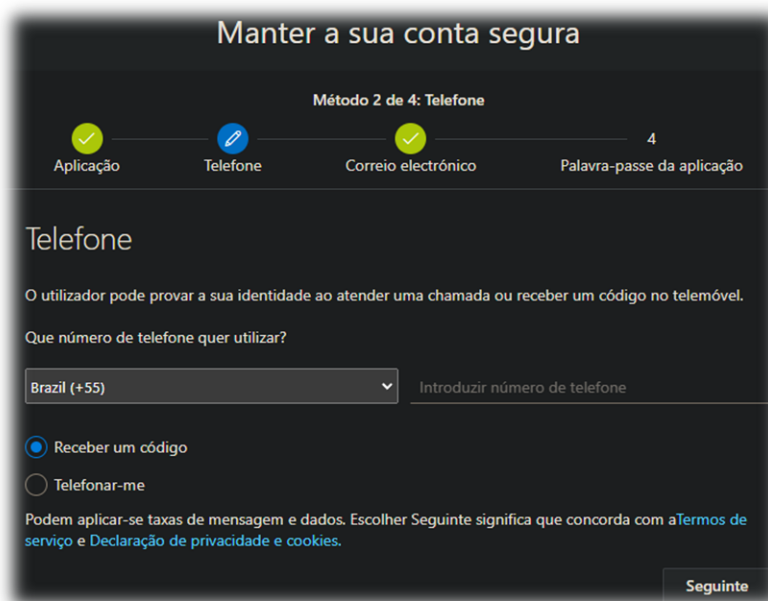 Manter a sua conta segura
Método 2 de 4: Telefone
4
Aplicação Telefone Correio electrónico Palavra-passe da aplicação
Telefone
O utilizador pode provar a sua identidade ao atender uma chamada ou receber um código no telemóvel.
Que número de telefone quer utilizar?
Brazil (+55) Introduzir número de telefone
Receber um código
Telefonar-me
Podem aplicar-se taxas de mensagem e dados. Escolher Seguinte significa que concorda com aTermos de
serviço e Declaração de privacidade e cookies.
Seguinte